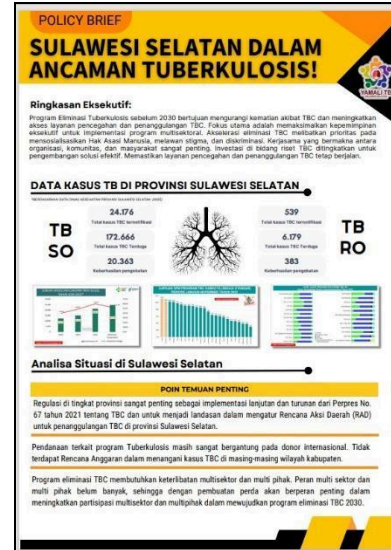 POLICY BRIEF
SULAWESI SELATAN DALAM
ANCAMAN TUBERKULOSIS!
YAMALI TB
Ringkasan Eksekutif:
Program Eliminasi Tuberkulosis sebelum 2030 bertujuan mengurangi kematian akibat TBC dan meningkatkan
akses layanan pencegahan dan penanggulangan TBC. Fokus utama adalah memaksimalkan kepemimpinan
eksekutif untuk implementasi program multisektoral. Akselerasi eliminasi TBC melibatkan prioritas pada
mensosialisasikan Hak Asasi Manusia, melawan stigma, dan diskriminasi. Kerjasama yang bermakna antara
organisasi, komunitas, dan masyarakat sangat penting. Investasi di bidang riset TBC ditingkatkan untuk
pengembangan solusi efektif. Memastikan layanan pencegahan dan penanggulangan TBC tetap berjalan.
DATA KASUS TB DI PROVINSI SULAWESI SELATAN
TB
SO
24.176
Total kasus TBC ternotifikasi
172.666
Total kasus TBC Terduga
20.363
Keberhasilan pengobatan
539
Total kasus TBC ternotifikasi
6.179
Total kasus TBC Terduga
383
Keberhasilan pengobatan
TB
RO
Analisa Situasi di Sulawesi Selatan
POIN TEMUAN PENTING
Regulasi di tingkat provinsi sangat penting sebagai implementasi lanjutan dan turunan dari Perpres No.
67 tahun 2021 tentang TBC dan untuk menjadi landasan dalam mengatur Rencana Aksi Daerah (RAD)
untuk penanggulangan TBC di provinsi Sulawesi Selatan.
Pendanaan terkait program Tuberkulosis masih sangat bergantung pada donor internasional. Tidak
terdapat Rencana Anggaran dalam menangani kasus TBC di masing-masing wilayah kabupaten.
Program eliminasi TBC membutuhkan keterlibatan multisektor dan multi pihak. Peran multi sektor dan
multi pihak belum banyak, sehingga dengan pembuatan perda akan berperan penting dalam
meningkatkan partisipasi multisektor dan multipihak dalam mewujudkan program eliminasi TBC 2030.